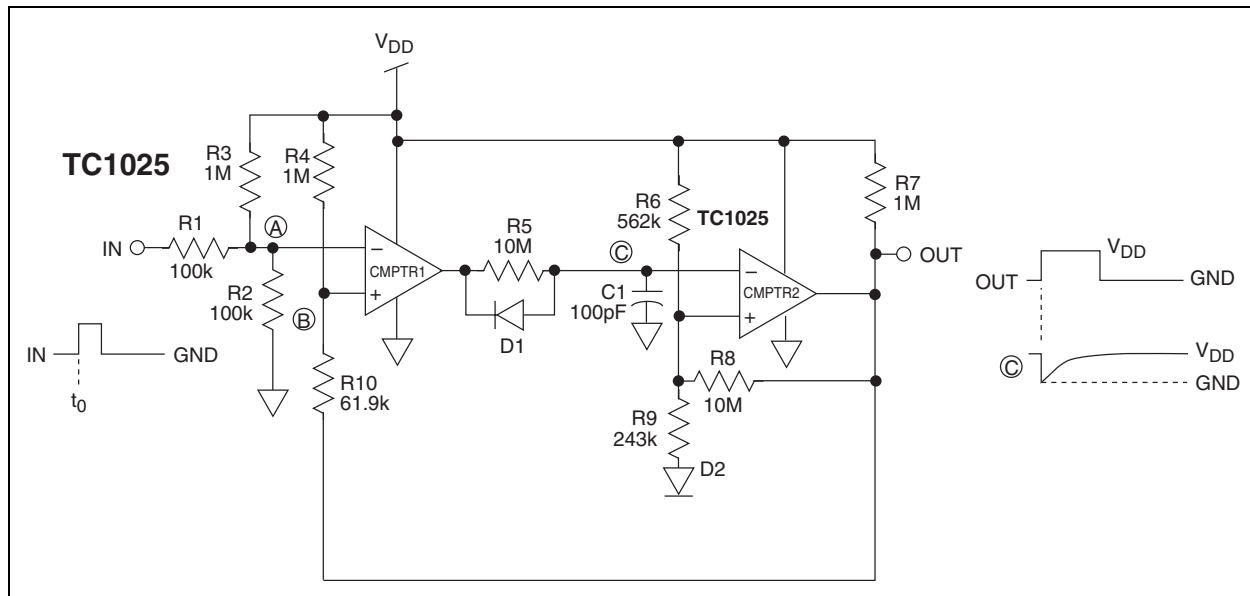 VDD
TC1025
R3
1M
R4
1M
R7
1M
R6
562k
TC1025
R5
10M
IN
R1
100k
A
CMPTR1
−
+
C
CMPTR2
−
+
OUT
R2
100k
B
C1
100pF
D1
R8
10M
R10
61.9k
R9
243k
D2
IN
GND
t0
OUT
VDD
GND
C
VDD
GND